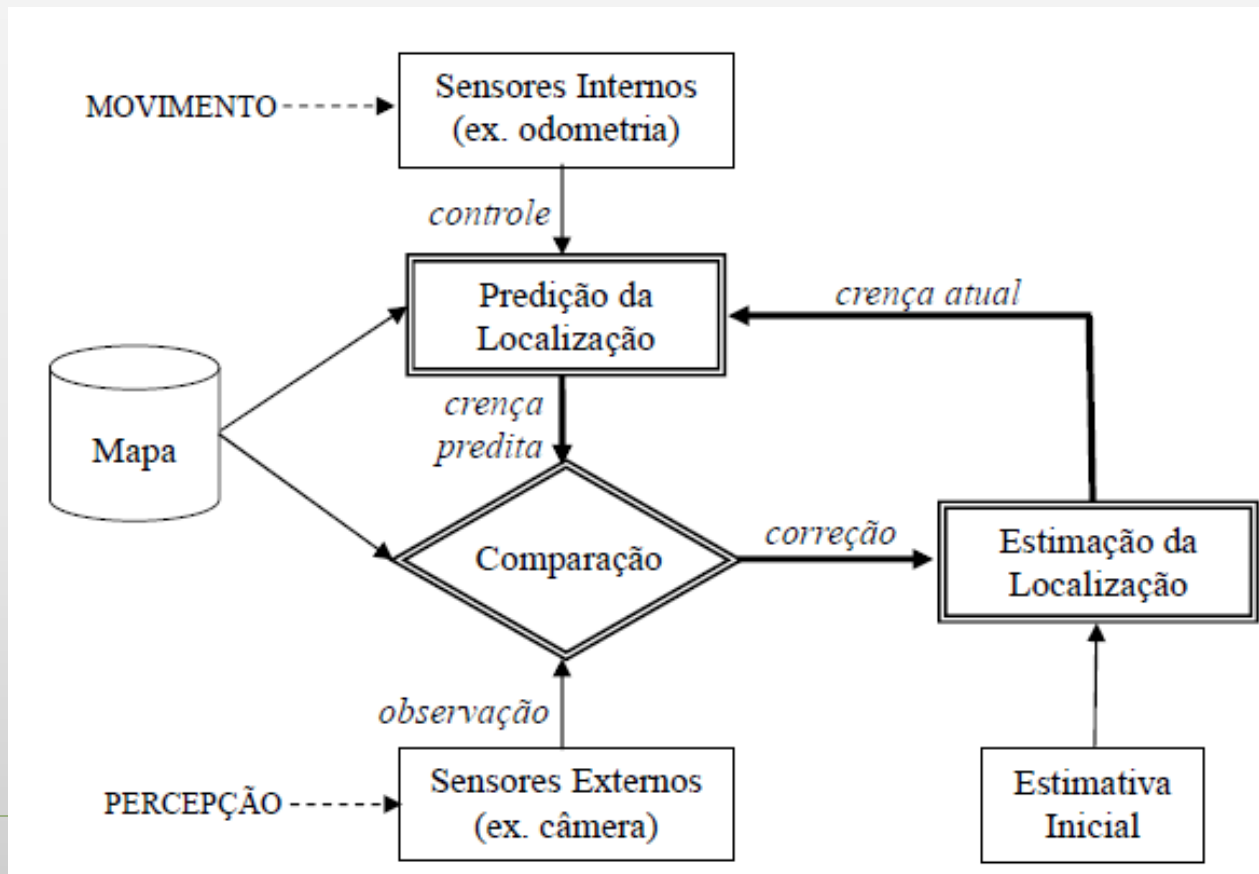 MOVIMENTO
Sensores Internos
(ex. odometria)
controle
Predição da
Localização
crença atual
crença
predita
Mapa
Comparação
correção
Estimação da
Localização
observação
PERCEPÇÃO
Sensores Externos
(ex. câmera)
Estimativa
Inicial